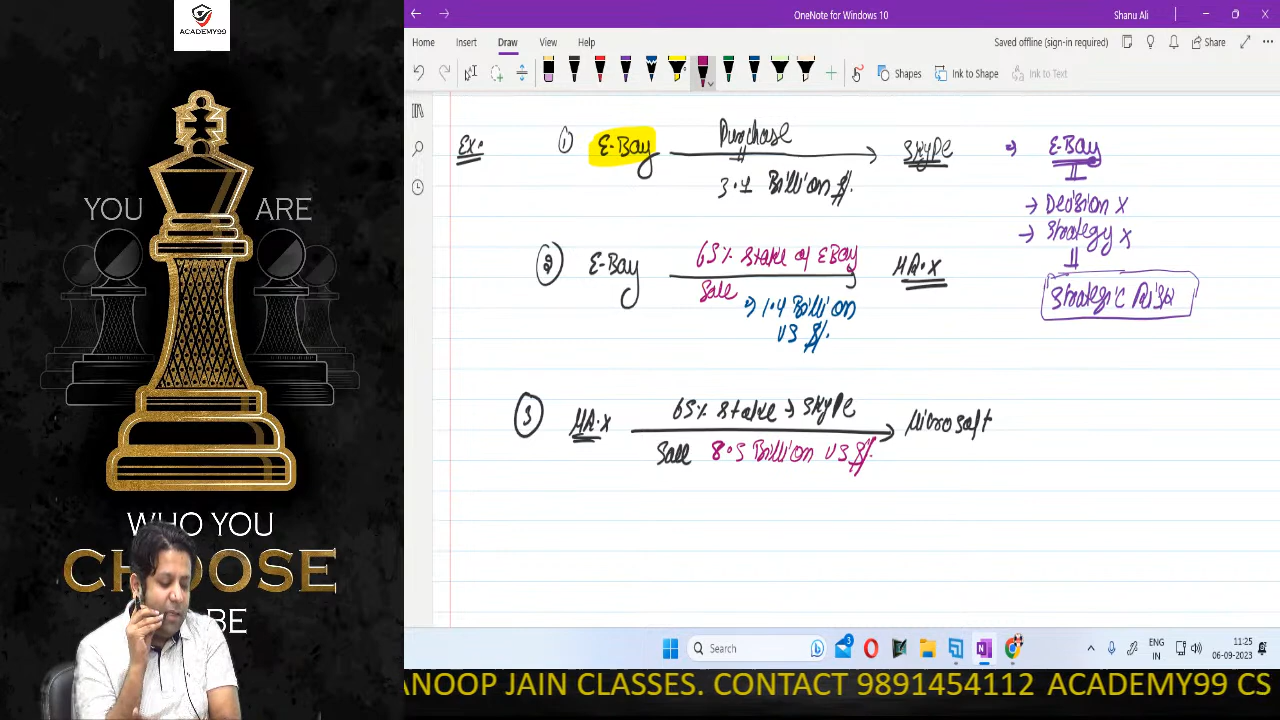 ACADEMY99
YOU ARE
WHO YOU
CHOOSE
BE
OneNote for Windows 10
Shanu Ali
Home Insert Draw View Help
Saved offline (sign-in required)
Share
Shapes
Ink to Shape
Ink to Text
Ex:
① E-Bay Purchase Skype
3.1 Billion $.
⇒ E-Bay
→ Decision x
→ Strategy x
Strategic Risk
② E-Bay 65% Stake of EBay MA.X
Sale
⇒ 1.4 Billion
US $.
③ MA.X 65% Stake → Skype Microsoft
Sale 8.5 Billion US $.
Search
3
ENG
IN
11:25
06-09-2023
ANOOP JAIN CLASSES. CONTACT 9891454112 ACADEMY99 CS